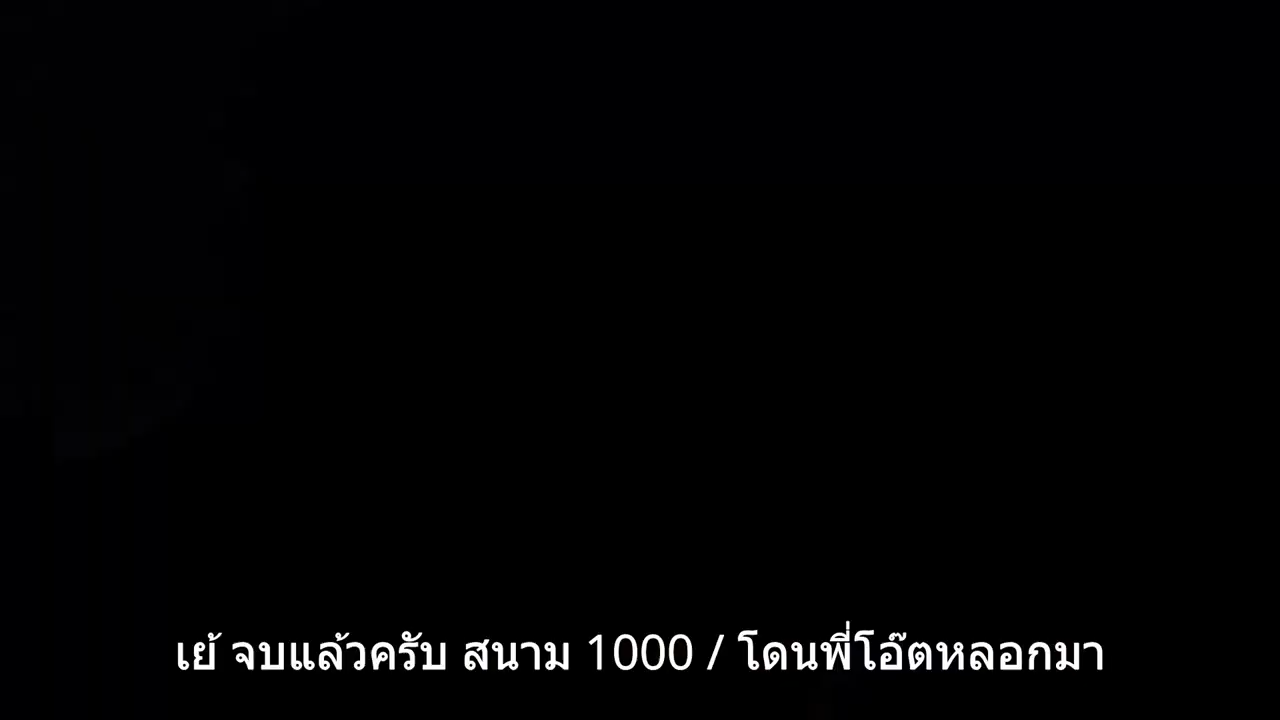 เย้ จบแล้วครับ สนาม 1000 / โดนพี่โอ๊ตหลอกมา